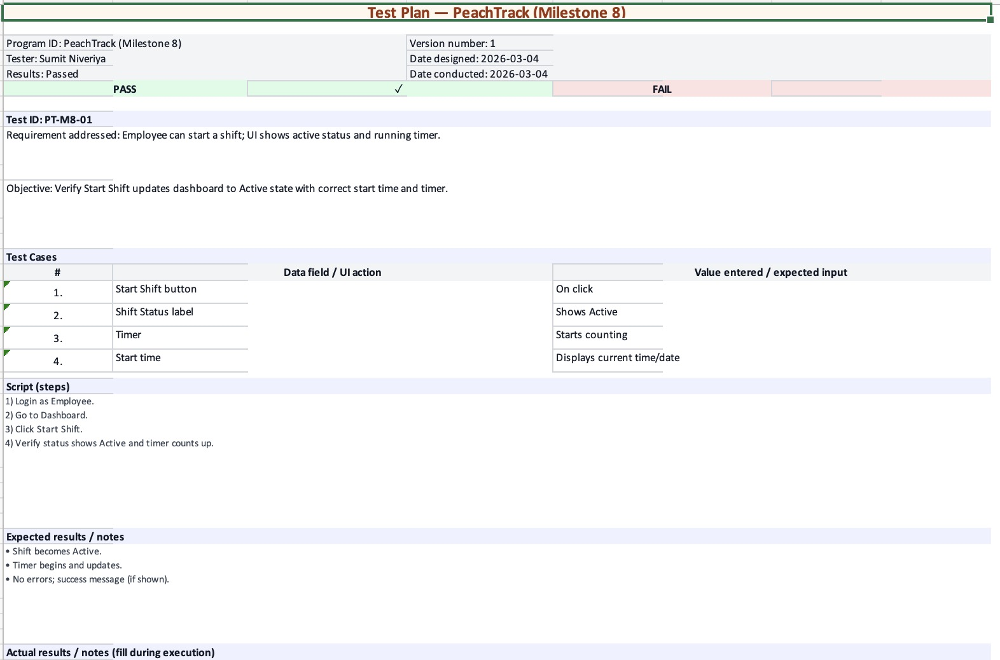 Test Plan — PeachTrack (Milestone 8)
Program ID: PeachTrack (Milestone 8) Version number: 1
Tester: Sumit Niveriya Date designed: 2026-03-04
Results: Passed Date conducted: 2026-03-04
PASS ✓ FAIL
Test ID: PT-M8-01
Requirement addressed: Employee can start a shift; UI shows active status and running timer.
Objective: Verify Start Shift updates dashboard to Active state with correct start time and timer.
Test Cases
# Data field / UI action Value entered / expected input
1. Start Shift button On click
2. Shift Status label Shows Active
3. Timer Starts counting
4. Start time Displays current time/date
Script (steps)
1) Login as Employee.
2) Go to Dashboard.
3) Click Start Shift.
4) Verify status shows Active and timer counts up.
Expected results / notes
• Shift becomes Active.
• Timer begins and updates.
• No errors; success message (if shown).
Actual results / notes (fill during execution)